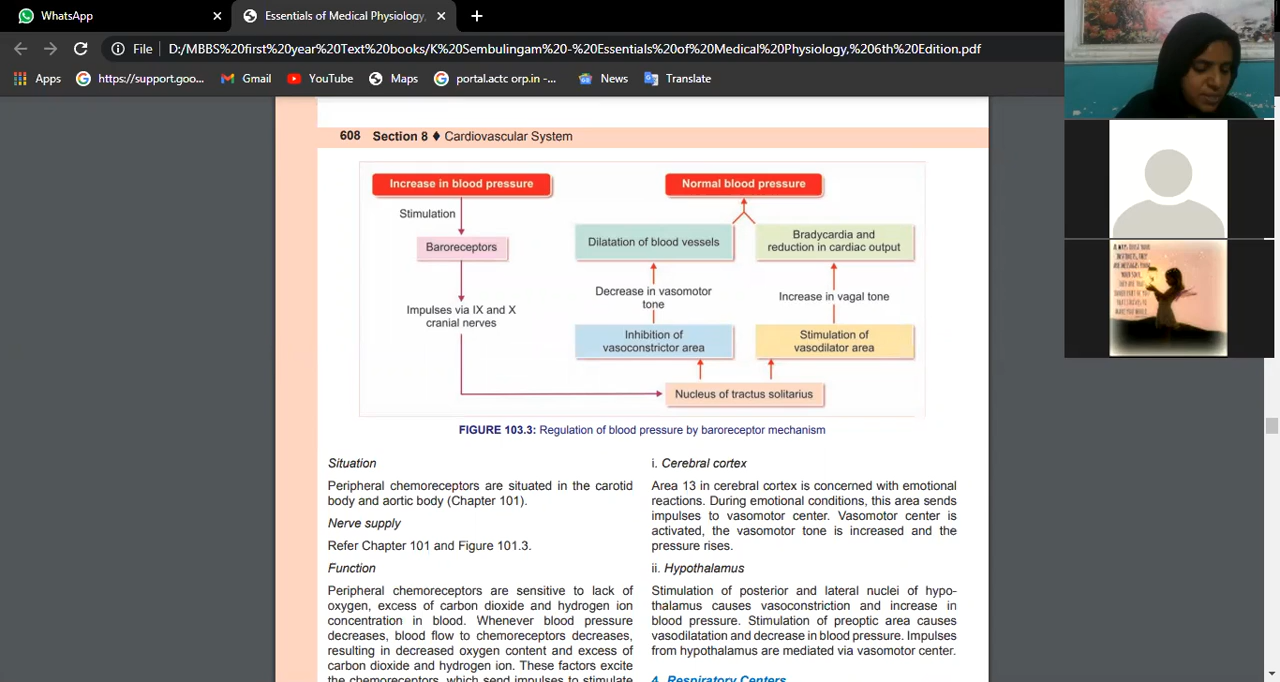 WhatsApp
Essentials of Medical Physiology,
File
D:/MBBS%20first%20year%20Text%20books/K%20Sembulingam%20-%20Essentials%20of%20Medical%20Physiology,%206th%20Edition.pdf
Apps
https://support.goo...
Gmail
YouTube
Maps
portal.actc orp.in -...
News
Translate
608 Section 8 ♦ Cardiovascular System
Increase in blood pressure
Stimulation
Baroreceptors
Impulses via IX and X
cranial nerves
Normal blood pressure
Dilatation of blood vessels
Bradycardia and
reduction in cardiac output
Decrease in vasomotor
tone
Increase in vagal tone
Inhibition of
vasoconstrictor area
Stimulation of
vasodilator area
Nucleus of tractus solitarius
FIGURE 103.3: Regulation of blood pressure by baroreceptor mechanism
Situation
Peripheral chemoreceptors are situated in the carotid
body and aortic body (Chapter 101).
Nerve supply
Refer Chapter 101 and Figure 101.3.
Function
Peripheral chemoreceptors are sensitive to lack of
oxygen, excess of carbon dioxide and hydrogen ion
concentration in blood. Whenever blood pressure
decreases, blood flow to chemoreceptors decreases,
resulting in decreased oxygen content and excess of
carbon dioxide and hydrogen ion. These factors excite
the chemoreceptors, which send impulses to stimulate
i. Cerebral cortex
Area 13 in cerebral cortex is concerned with emotional
reactions. During emotional conditions, this area sends
impulses to vasomotor center. Vasomotor center is
activated, the vasomotor tone is increased and the
pressure rises.
ii. Hypothalamus
Stimulation of posterior and lateral nuclei of hypo-
thalamus causes vasoconstriction and increase in
blood pressure. Stimulation of preoptic area causes
vasodilatation and decrease in blood pressure. Impulses
from hypothalamus are mediated via vasomotor center.
4. Respiratory Centers